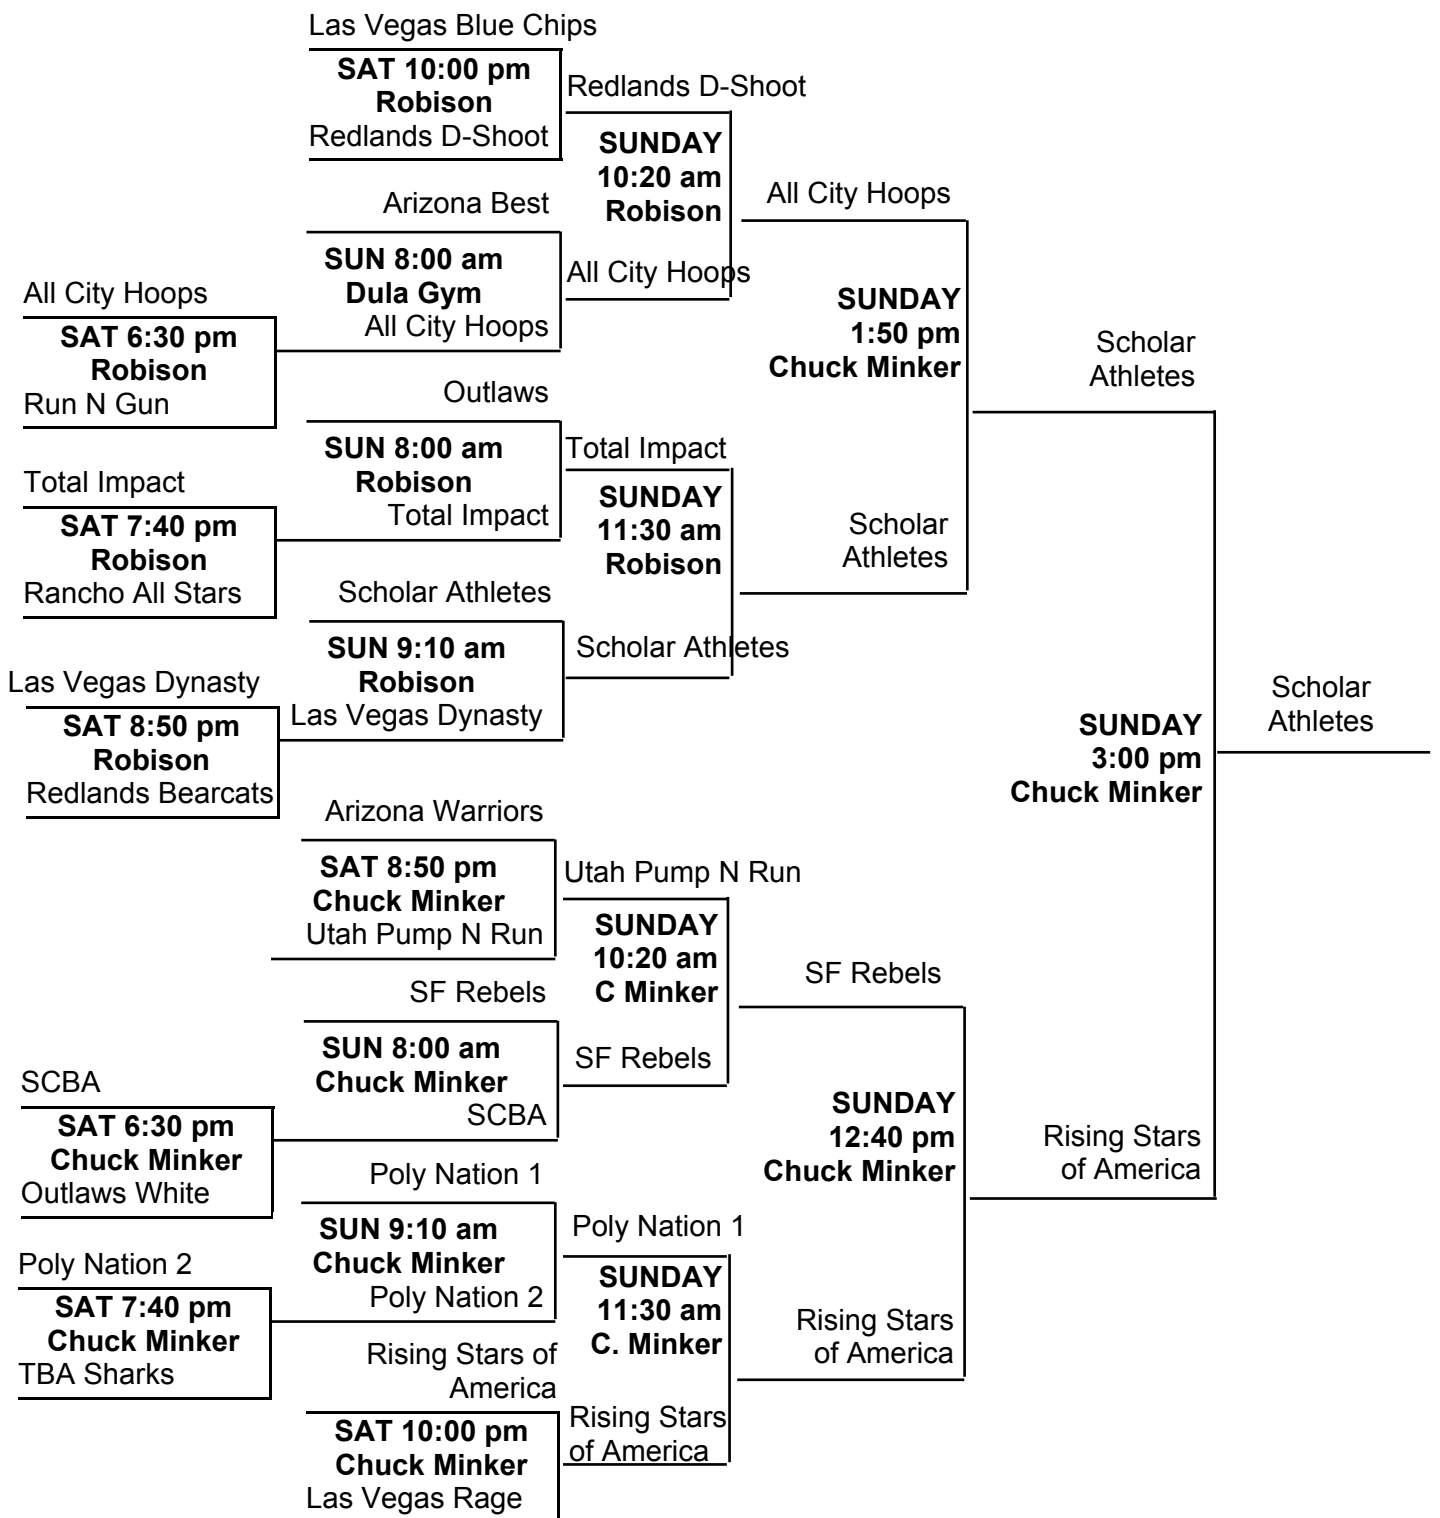 Las Vegas Blue Chips
SAT 10:00 pm
Robison
Redlands D-Shoot
Redlands D-Shoot
SUNDAY
10:20 am
Robison
Arizona Best
SUN 8:00 am
Dula Gym
All City Hoops
All City Hoops
All City Hoops
All City Hoops
SAT 6:30 pm
Robison
Run N Gun
SUNDAY
1:50 pm
Chuck Minker
Scholar
Athletes
Outlaws
SUN 8:00 am
Robison
Total Impact
Total Impact
Total Impact
SAT 7:40 pm
Robison
Rancho All Stars
SUNDAY
11:30 am
Robison
Scholar
Athletes
Scholar Athletes
SUN 9:10 am
Robison
Las Vegas Dynasty
Scholar Athletes
Las Vegas Dynasty
SAT 8:50 pm
Robison
Redlands Bearcats
SUNDAY
3:00 pm
Chuck Minker
Scholar
Athletes
Arizona Warriors
SAT 8:50 pm
Chuck Minker
Utah Pump N Run
Utah Pump N Run
SUNDAY
10:20 am
C Minker
SF Rebels
SF Rebels
SUN 8:00 am
Chuck Minker
SCBA
SF Rebels
SCBA
SAT 6:30 pm
Chuck Minker
Outlaws White
SUNDAY
12:40 pm
Chuck Minker
Rising Stars
of America
Poly Nation 1
SUN 9:10 am
Chuck Minker
Poly Nation 2
Poly Nation 1
Poly Nation 2
SAT 7:40 pm
Chuck Minker
TBA Sharks
SUNDAY
11:30 am
C. Minker
Rising Stars
of America
Rising Stars of
America
SAT 10:00 pm
Chuck Minker
Las Vegas Rage
Rising Stars
of America